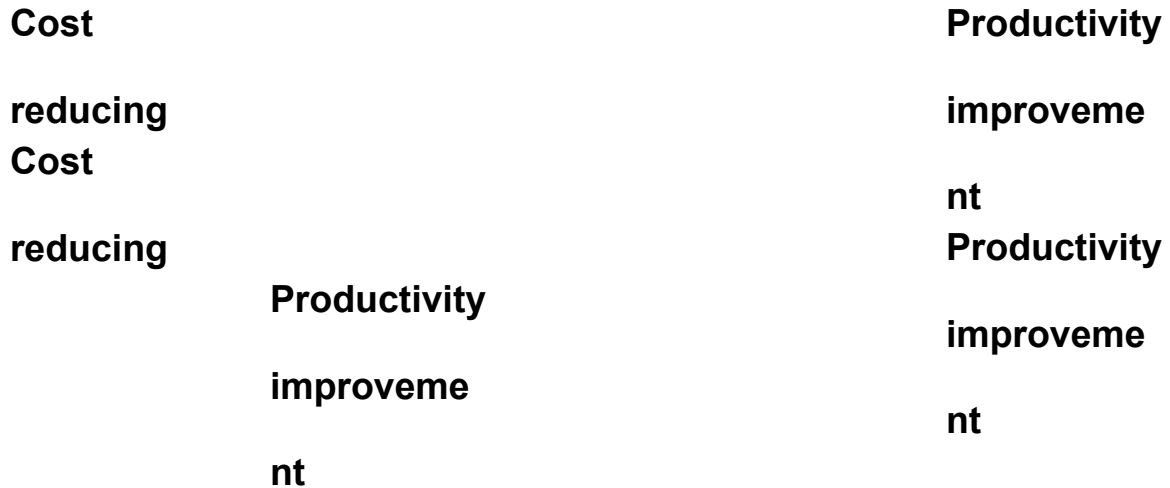 Cost
reducing
Cost
reducing
Productivity
improveme
nt
Productivity
improveme
nt
Productivity
improveme
nt